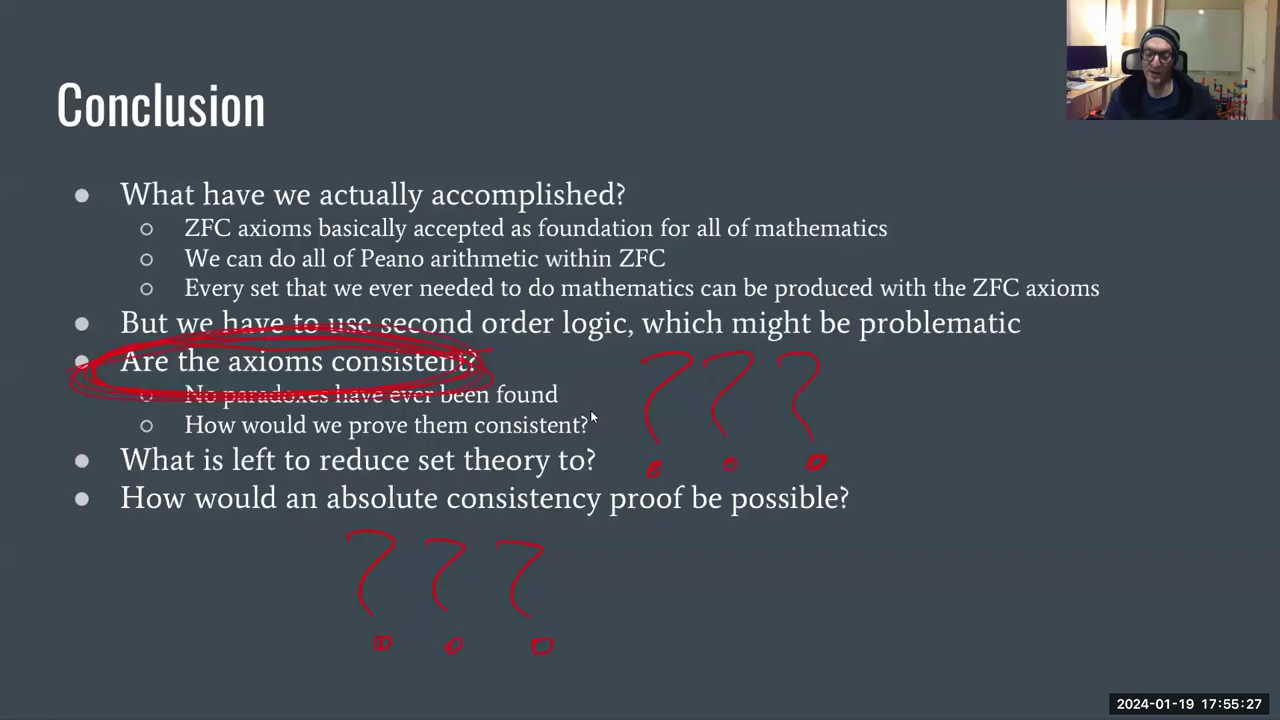 Conclusion
What have we actually accomplished?
ZFC axioms basically accepted as foundation for all of mathematics
We can do all of Peano arithmetic within ZFC
Every set that we ever needed to do mathematics can be produced with the ZFC axioms
But we have to use second order logic, which might be problematic
Are the axioms consistent?
No paradoxes have ever been found
How would we prove them consistent?
? ? ?
What is left to reduce set theory to?
How would an absolute consistency proof be possible?
? ? ?
2024-01-19 17:55:27